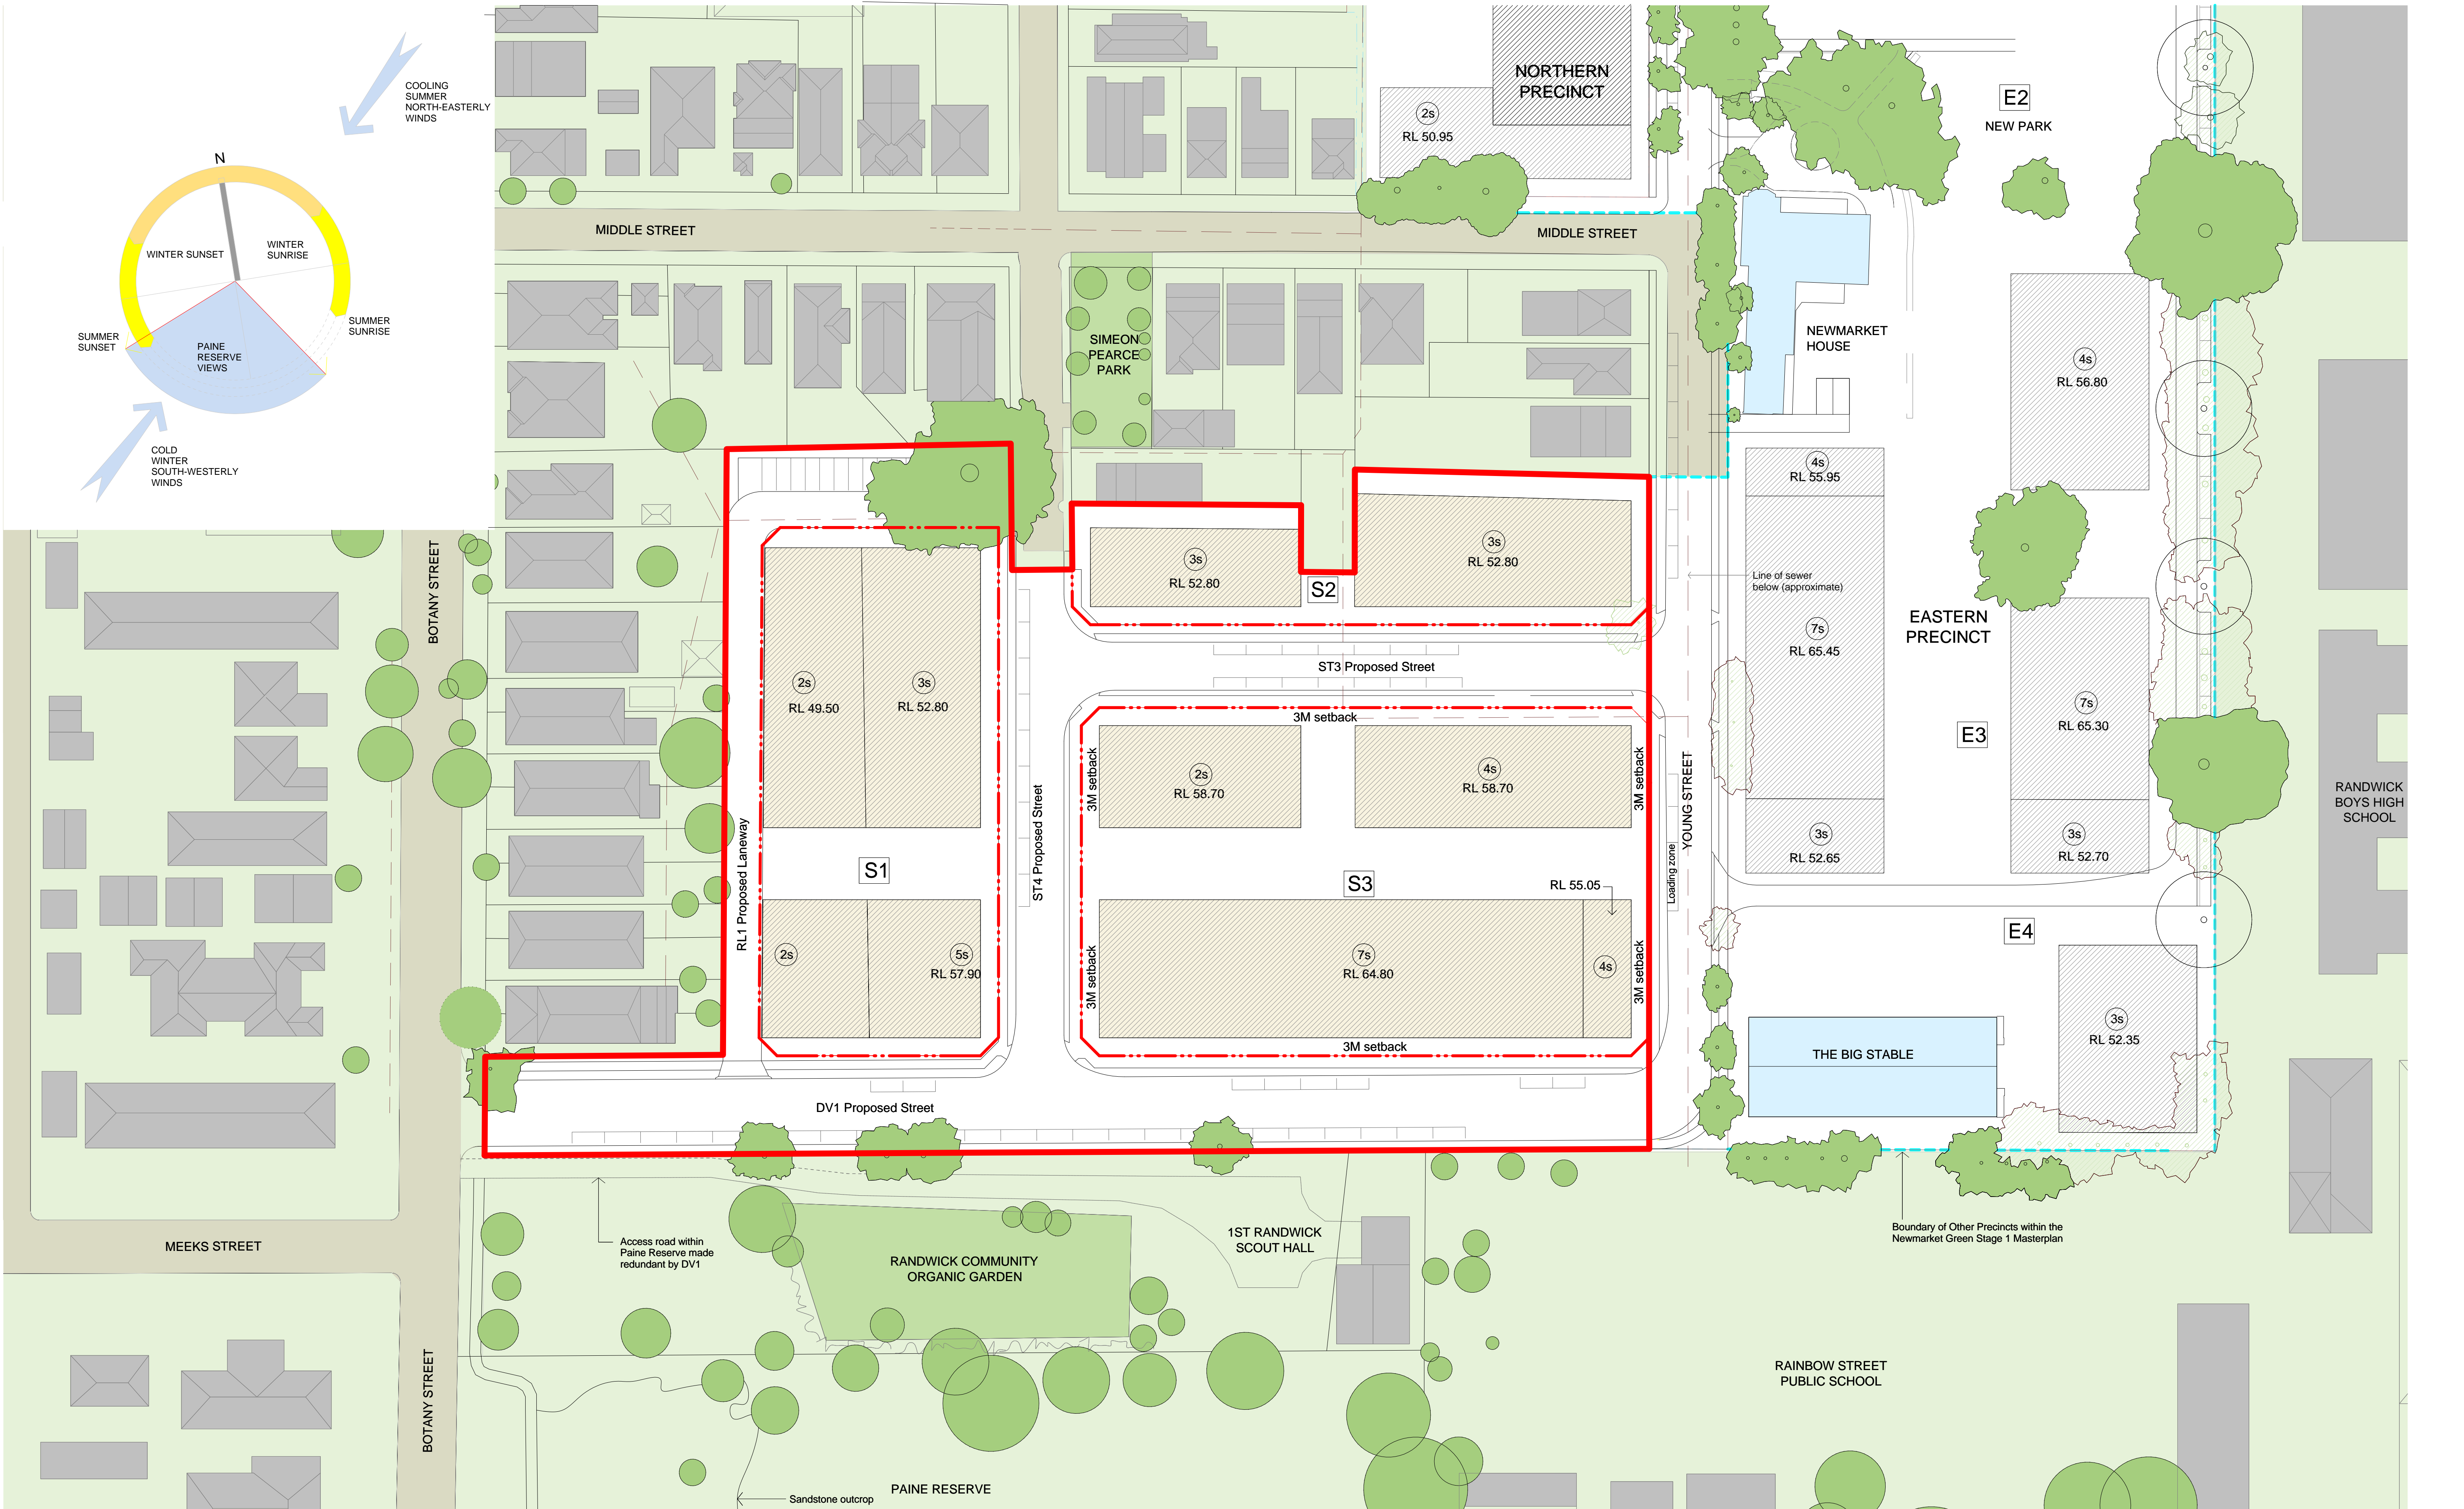 COOLING
SUMMER
NORTH-EASTERLY
WINDS
N
WINTER SUNSET
WINTER
SUNRISE
SUMMER
SUNSET
SUMMER
SUNRISE
PAINE
RESERVE
VIEWS
COLD
WINTER
SOUTH-WESTERLY
WINDS
NORTHERN
PRECINCT
2s
RL 50.95
E2
NEW PARK
MIDDLE STREET
MIDDLE STREET
SIMEON
PEARCE
PARK
NEWMARKET
HOUSE
4s
RL 56.80
4s
RL 55.95
BOTANY STREET
3s
RL 52.80
3s
RL 52.80
S2
Line of sewer
below (approximate)
EASTERN
PRECINCT
7s
RL 65.45
ST3 Proposed Street
2s
RL 49.50
3s
RL 52.80
3M setback
7s
RL 65.30
E3
3M setback
2s
RL 58.70
4s
RL 58.70
3M setback
YOUNG STREET
RANDWICK
BOYS HIGH
SCHOOL
ST4 Proposed Street
RL1 Proposed Laneway
S1
S3
RL 55.05
Loading zone
3s
RL 52.65
3s
RL 52.70
E4
2s
5s
RL 57.90
3M setback
7s
RL 64.80
4s
3M setback
3s
RL 52.35
3M setback
THE BIG STABLE
DV1 Proposed Street
MEEKS STREET
Access road within
Paine Reserve made
redundant by DV1
RANDWICK COMMUNITY
ORGANIC GARDEN
1ST RANDWICK
SCOUT HALL
Boundary of Other Precincts within the
Newmarket Green Stage 1 Masterplan
BOTANY STREET
RAINBOW STREET
PUBLIC SCHOOL
PAINE RESERVE
Sandstone outcrop